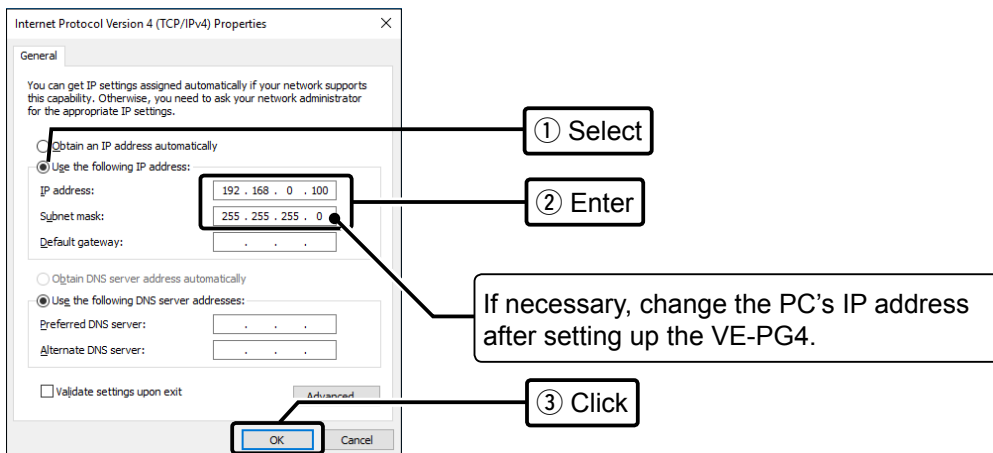 Internet Protocol Version 4 (TCP/IPv4) Properties
General
You can get IP settings assigned automatically if your network supports
this capability. Otherwise, you need to ask your network administrator
for the appropriate IP settings.
Obtain an IP address automatically
① Select
Use the following IP address:
IP address: 192 . 168 . 0 . 100
② Enter
Subnet mask: 255 . 255 . 255 . 0
Default gateway: . . .
Obtain DNS server address automatically
Use the following DNS server addresses:
If necessary, change the PC’s IP address
after setting up the VE-PG4.
Preferred DNS server: . . .
Alternate DNS server: . . .
Validate settings upon exit
Advanced...
③ Click
OK Cancel